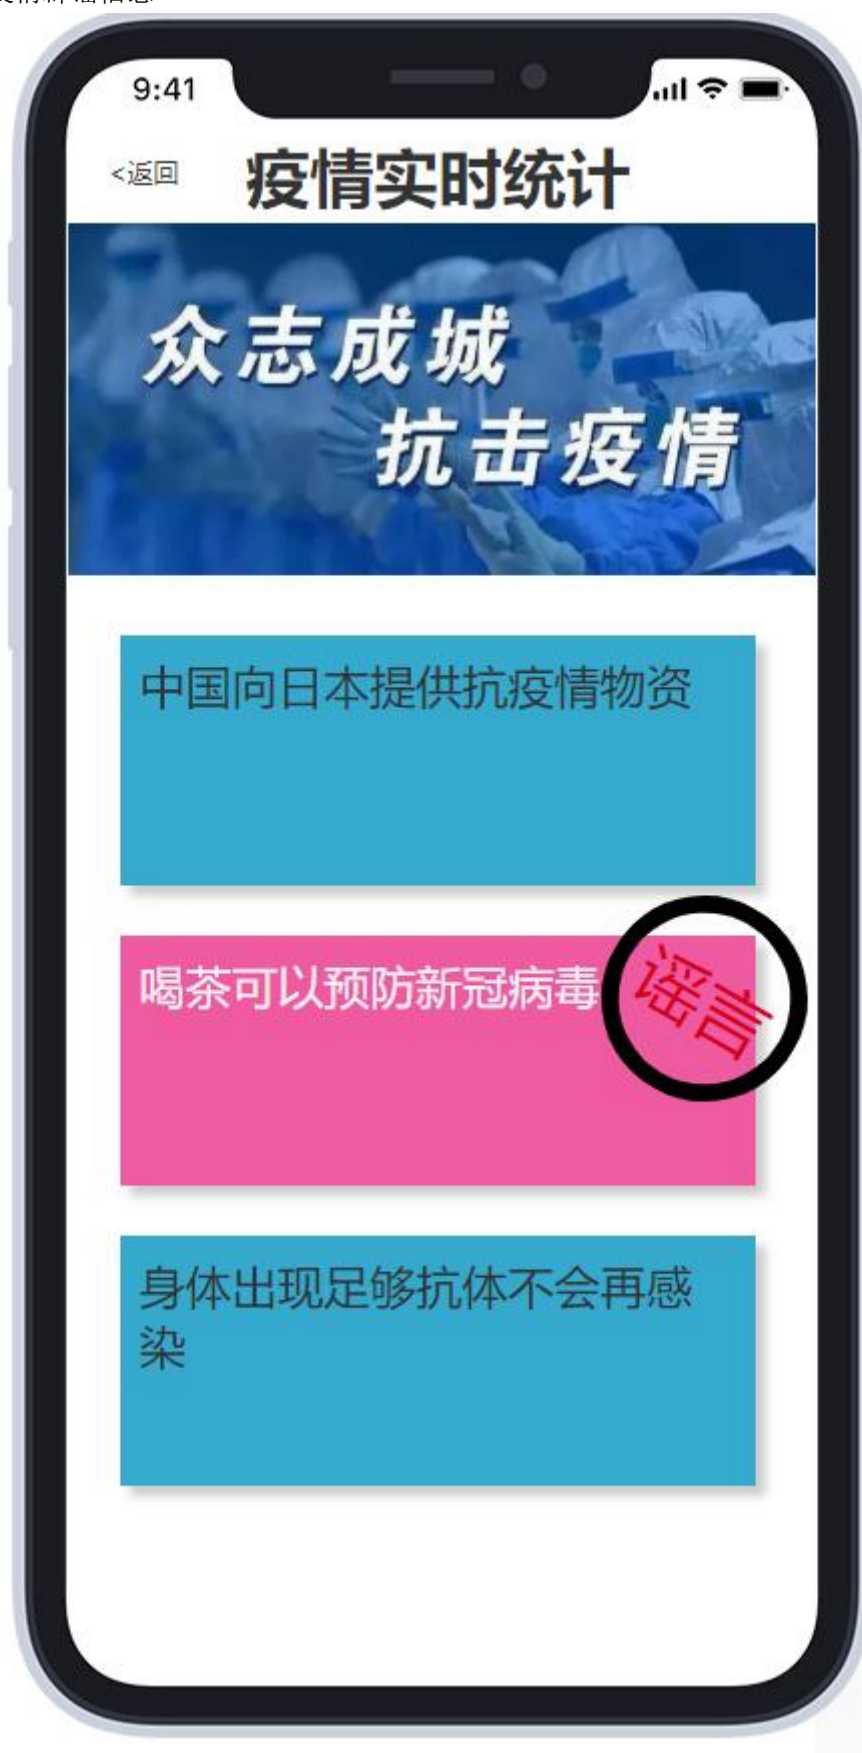 9:41
<返回
疫情实时统计
众志成城
抗击疫情
中国向日本提供抗疫情物资
喝茶可以预防新冠病毒
谣言
身体出现足够抗体不会再感
染